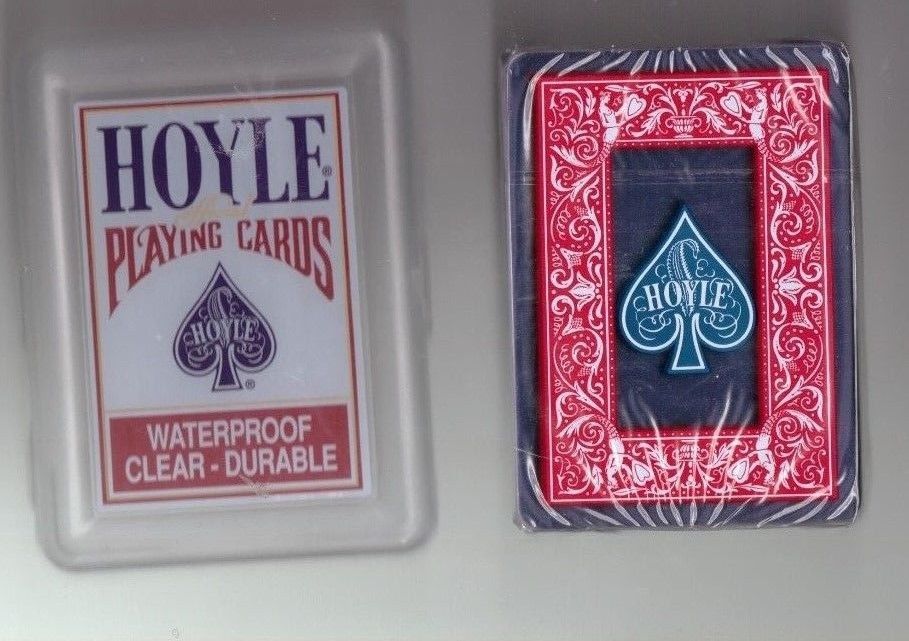 HOYLE®
PLAYING CARDS
HOYLE
®
WATERPROOF
CLEAR - DURABLE
HOYLE